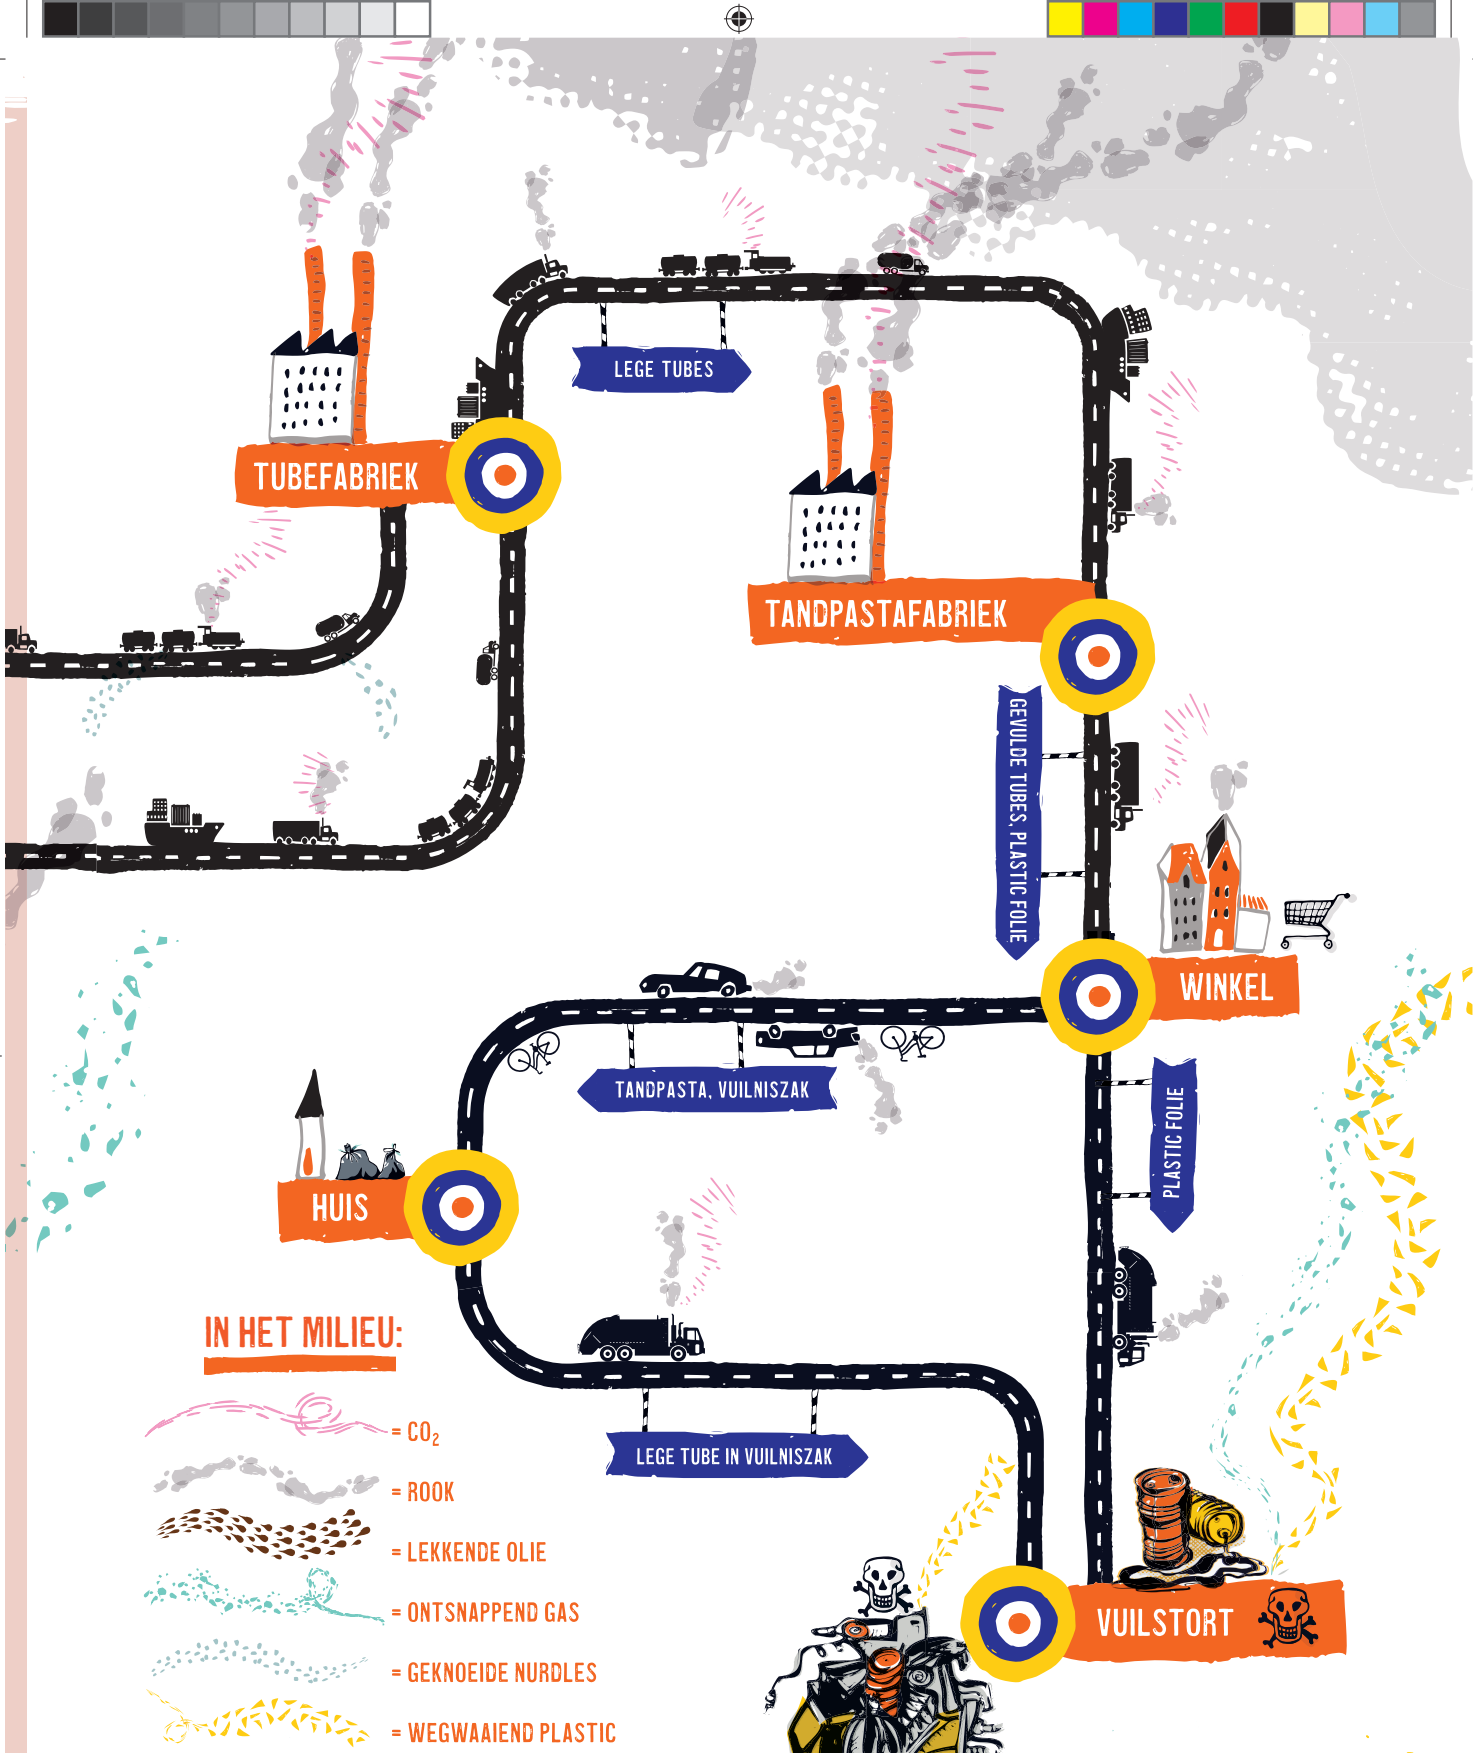 LEGE TUBES
TUBEFABRIEK
TANDPASTAFABRIEK
GEVULDE TUBES, PLASTIC FOLIE
WINKEL
TANDPASTA, VUILNISZAK
PLASTIC FOLIE
HUIS
LEGE TUBE IN VUILNISZAK
VUILSTORT
IN HET MILIEU:
= CO₂
= ROOK
= LEKKENDE OLIE
= ONTSNAPPEND GAS
= GEKNOEIDE NURDLES
= WEGWAAIEND PLASTIC